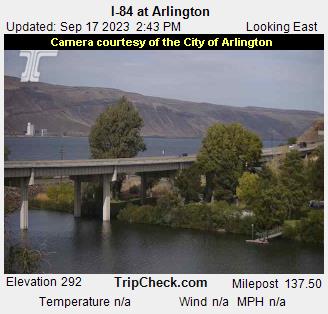 I-84 at Arlington
Updated: Sep 17 2023 2:43 PM Looking East
Camera courtesy of the City of Arlington
Elevation 292 TripCheck.com Milepost 137.50
Temperature n/a Wind n/a MPH n/a